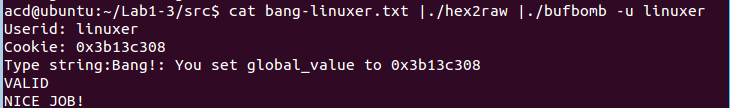 acd@ubuntu:~/Lab1-3/src$ cat bang-linuxer.txt |./hex2raw |./bufbomb -u linuxer
Userid: linuxer
Cookie: 0x3b13c308
Type string:Bang!: You set global_value to 0x3b13c308
VALID
NICE JOB!